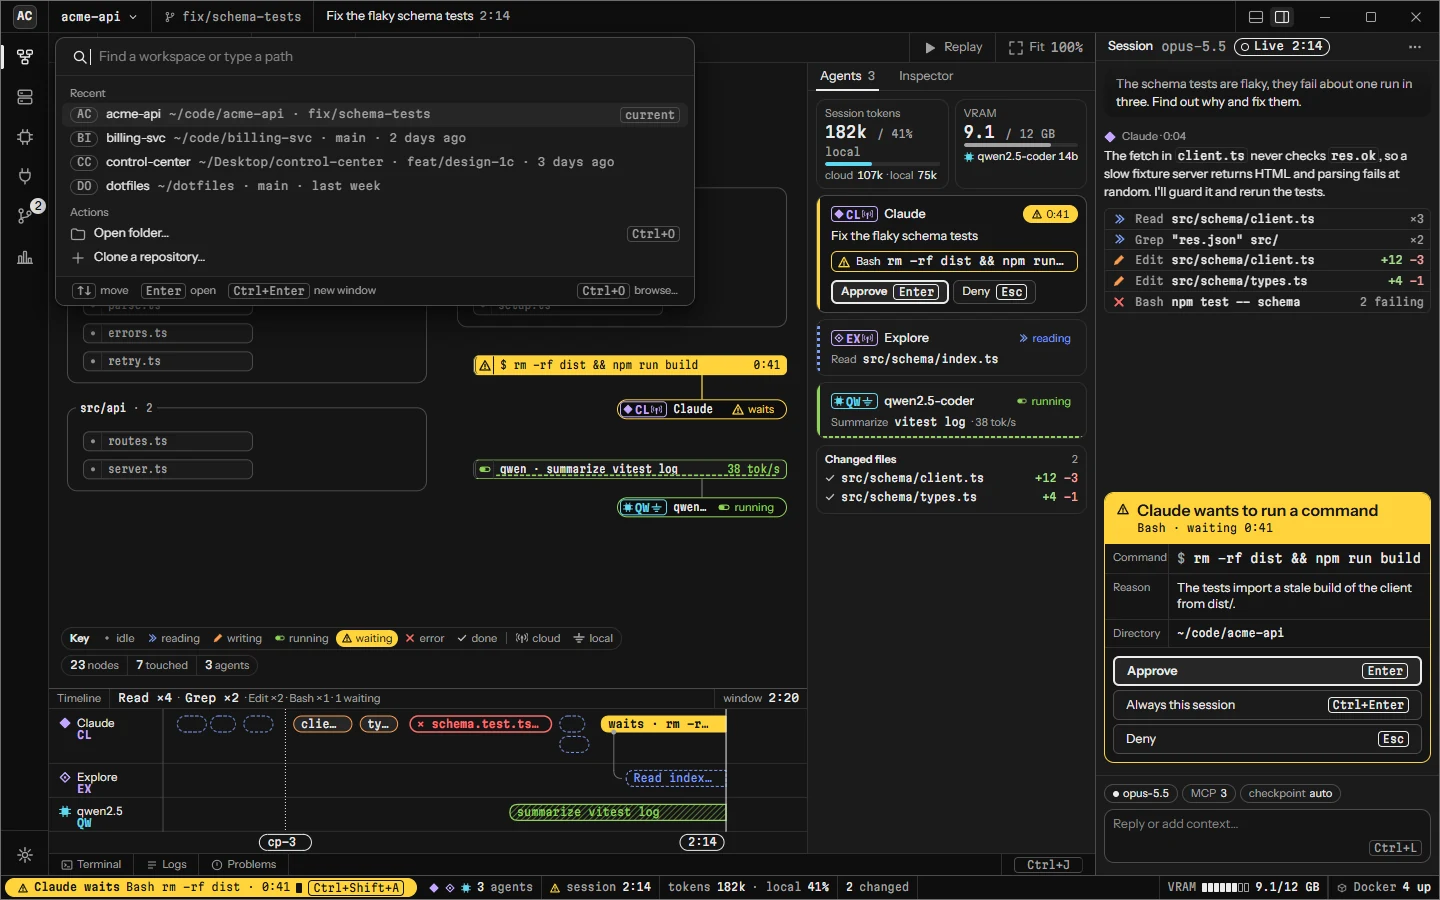 AC acme-api fix/schema-tests Fix the flaky schema tests 2:14
Find a workspace or type a path
Recent
AC acme-api ~/code/acme-api · fix/schema-tests current
BI billing-svc ~/code/billing-svc · main · 2 days ago
CC control-center ~/Desktop/control-center · feat/design-1c · 3 days ago
DO dotfiles ~/dotfiles · main · last week
Actions
Open folder… Ctrl+O
Clone a repository…
↑↓ move Enter open Ctrl+Enter new window Ctrl+O browse…
2
parse.ts
errors.ts
retry.ts
src/api · 2
routes.ts
server.ts
setup.ts
$ rm -rf dist && npm run build 0:41
CL Claude waits
qwen · summarize vitest log 38 tok/s
QW qwen… running
Key idle reading writing running waiting error done cloud local
23 nodes 7 touched 3 agents
Replay Fit 100%
Agents 3 Inspector
Session tokens
182k / 41%
local
cloud 107k · local 75k
VRAM
9.1 / 12 GB
qwen2.5-coder 14b
CL Claude 0:41
Fix the flaky schema tests
Bash rm -rf dist && npm run…
Approve Enter Deny Esc
EX Explore reading
Read src/schema/index.ts
QW qwen2.5-coder running
Summarize vitest log · 38 tok/s
Changed files 2
src/schema/client.ts +12 −3
src/schema/types.ts +4 −1
Session opus-5.5 Live 2:14
The schema tests are flaky, they fail about one run in
three. Find out why and fix them.
Claude · 0:04
The fetch in client.ts never checks res.ok, so a
slow fixture server returns HTML and parsing fails at
random. I'll guard it and rerun the tests.
Read src/schema/client.ts ×3
Grep "res.json" src/ ×2
Edit src/schema/client.ts +12 −3
Edit src/schema/types.ts +4 −1
Bash npm test -- schema 2 failing
Claude wants to run a command
Bash · waiting 0:41
Command $ rm -rf dist && npm run build
Reason The tests import a stale build of the client
from dist/.
Directory ~/code/acme-api
Approve Enter
Always this session Ctrl+Enter
Deny Esc
opus-5.5 MCP 3 checkpoint auto
Reply or add context…
Ctrl+L
Timeline Read ×4 · Grep ×2 · Edit ×2 · Bash ×1 · 1 waiting window 2:20
Claude
CL
clie… ty… × schema.test.ts… waits · rm -r…
Explore
EX
Read index…
qwen2.5
QW
summarize vitest log
cp-3 2:14
Terminal Logs Problems Ctrl+J
Claude waits Bash rm -rf dist · 0:41 Ctrl+Shift+A 3 agents session 2:14 tokens 182k · local 41% 2 changed VRAM 9.1/12 GB Docker 4 up